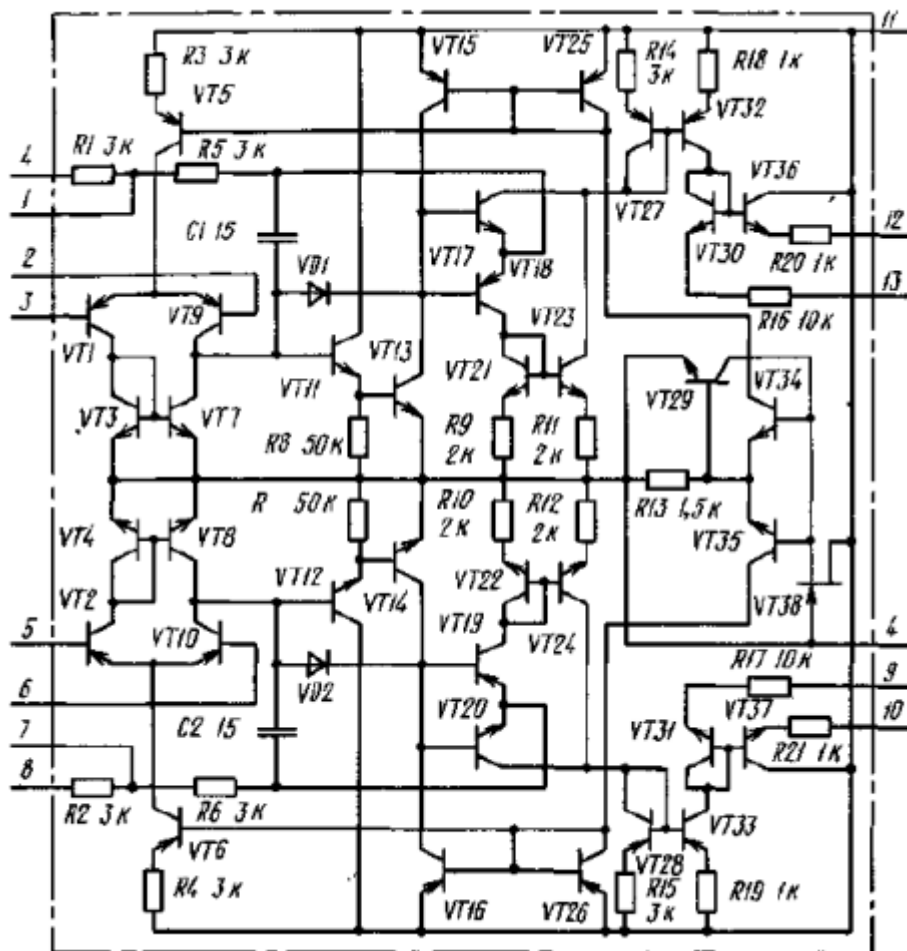 11
R3 3к
VT15
VT25
R14
3к
R18 1к
VT5
VT32
4
R1 3к
R5 3к
1
VT36
C1 15
VT17
VT27
12
2
VD1
VT18
VT30
R20 1к
13
3
VT9
VT23
R16 10к
VT1
VT13
VT11
VT21
VT34
VT29
VT3
VT7
R9
2к
R11
2к
R8 50к
R 50к
R10
2к
R12
2к
R13 1,5к
VT4
VT8
VT35
VT12
VT22
VT2
VT14
VT38
5
VT10
VT19
VT24
4
VD2
R17 10к
6
9
VT20
VT31
VT37
10
7
C2 15
R21 1к
8
R2 3к
R6 3к
VT33
VT6
VT28
R4 3к
R15
3к
R19 1к
VT16
VT26